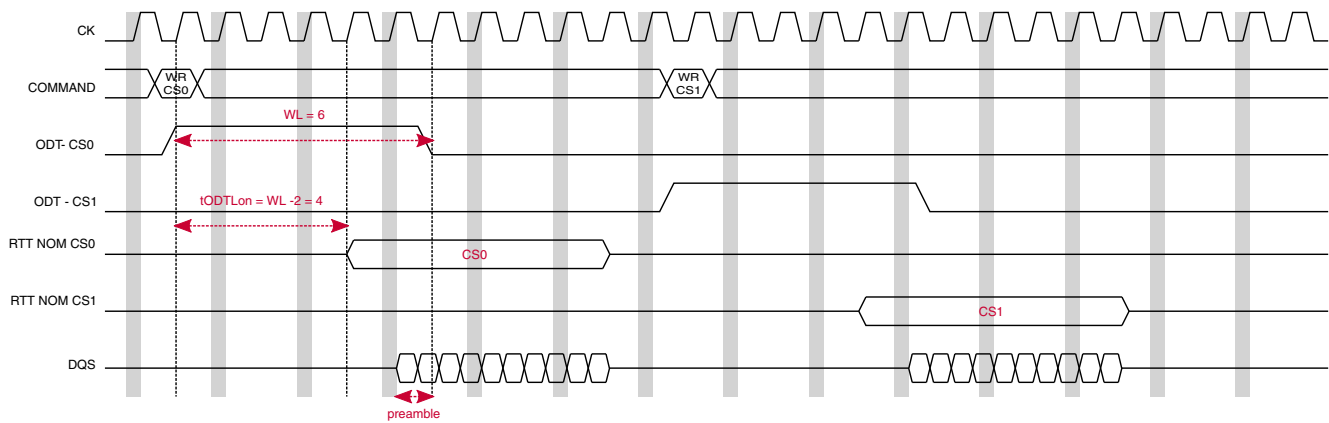 CK
COMMAND
WR
CS0
WR
CS1
WL = 6
ODT- CS0
ODT - CS1
tODTLon = WL -2 = 4
RTT NOM CS0
CS0
RTT NOM CS1
CS1
DQS
preamble